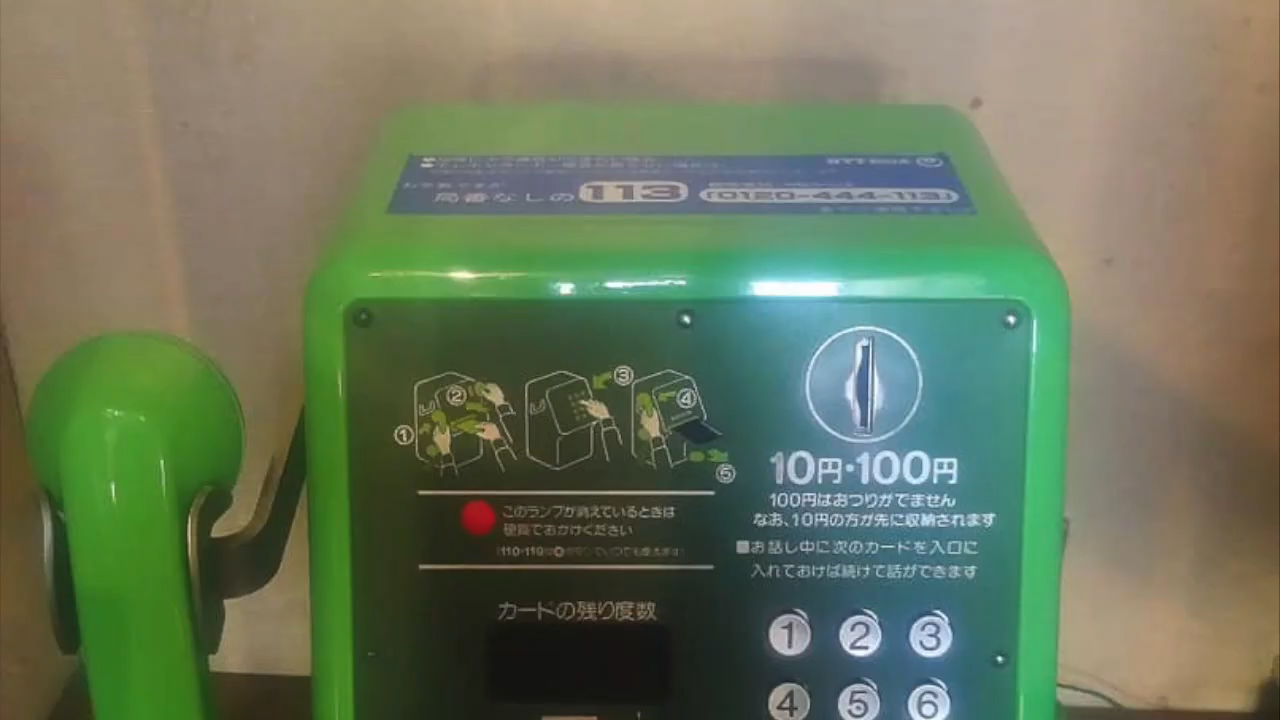 局番なしの 113 0120-444-113
① ② ③ ④ ⑤
10円・100円
100円はおつりがでません
なお、10円の方が先に収納されます
このランプが消えているときは
硬貨でおかけください
■お話し中に次のカードを入口に
入れておけば続けて話ができます
カードの残り度数
1 2 3
4 5 6